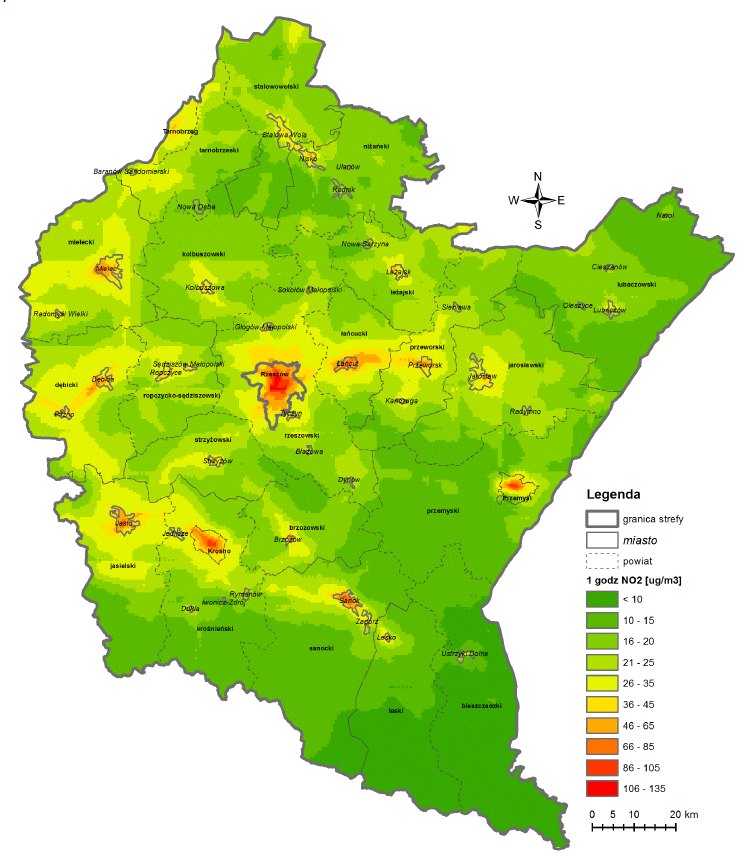 stalowowolski
Tarnobrzeg
Stalowa Wola
tarnobrzeski
niżański
Nisko
Ulanów
Baranów Sandomierski
Rudnik
N
W
E
S
Nowa Dęba
Narol
mielecki
Nowa Sarzyna
kolbuszowski
Mielec
Leżajsk
Cieszanów
lubaczowski
Kolbuszowa
Sokołów Małopolski
leżajski
Sieniawa
Oleszyce
Lubaczów
Radomyśl Wielki
Głogów Małopolski
łańcucki
przeworski
Sędziszów Małopolski
Łańcut
Przeworsk
jarosławski
Ropczyce
Rzeszów
Jarosław
dębicki
Dębica
ropczycko-sędziszowski
Kańczuga
Pilzno
Tyczyn
Radymno
strzyżowski
rzeszowski
Błażowa
Strzyżów
Dynów
Przemyśl
przemyski
Jasło
brzozowski
Jedlicze
Brzozów
Krosno
jasielski
Rymanów
Iwonicz-Zdrój
Dukla
Sanok
krośnieński
Zagórz
Lesko
sanocki
Ustrzyki Dolne
leski
bieszczadzki
Legenda
granica strefy
miasto
powiat
1 godz NO2 [ug/m3]
< 10
10 - 15
16 - 20
21 - 25
26 - 35
36 - 45
46 - 65
66 - 85
86 - 105
106 - 135
0 5 10 20 km